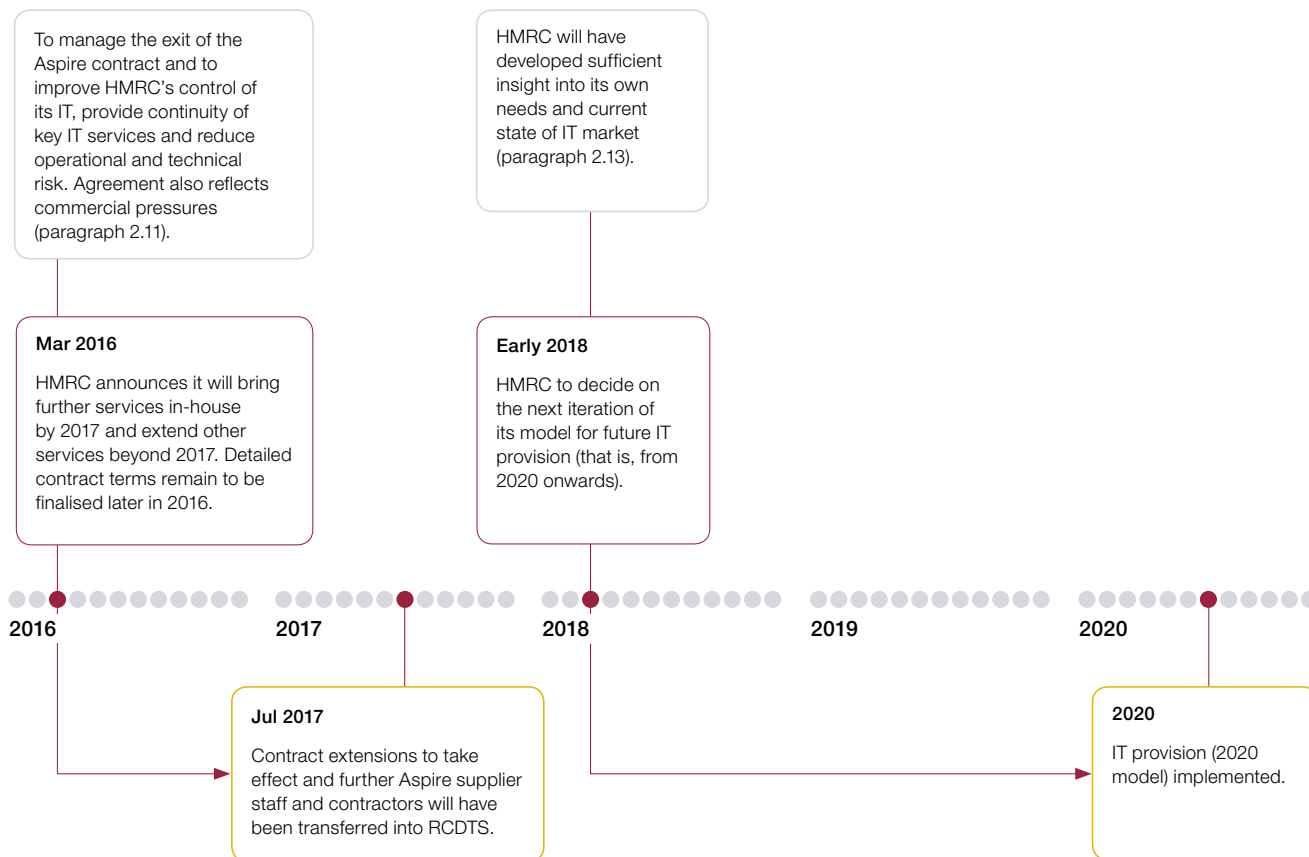 To manage the exit of the
Aspire contract and to
improve HMRC's control of
its IT, provide continuity of
key IT services and reduce
operational and technical
risk. Agreement also reflects
commercial pressures
(paragraph 2.11).
HMRC will have
developed sufficient
insight into its own
needs and current
state of IT market
(paragraph 2.13).
Mar 2016
HMRC announces it will bring
further services in-house
by 2017 and extend other
services beyond 2017. Detailed
contract terms remain to be
finalised later in 2016.
Early 2018
HMRC to decide on
the next iteration of
its model for future IT
provision (that is, from
2020 onwards).
2016
2017
2018
2019
2020
Jul 2017
Contract extensions to take
effect and further Aspire supplier
staff and contractors will have
been transferred into RCDTS.
2020
IT provision (2020
model) implemented.